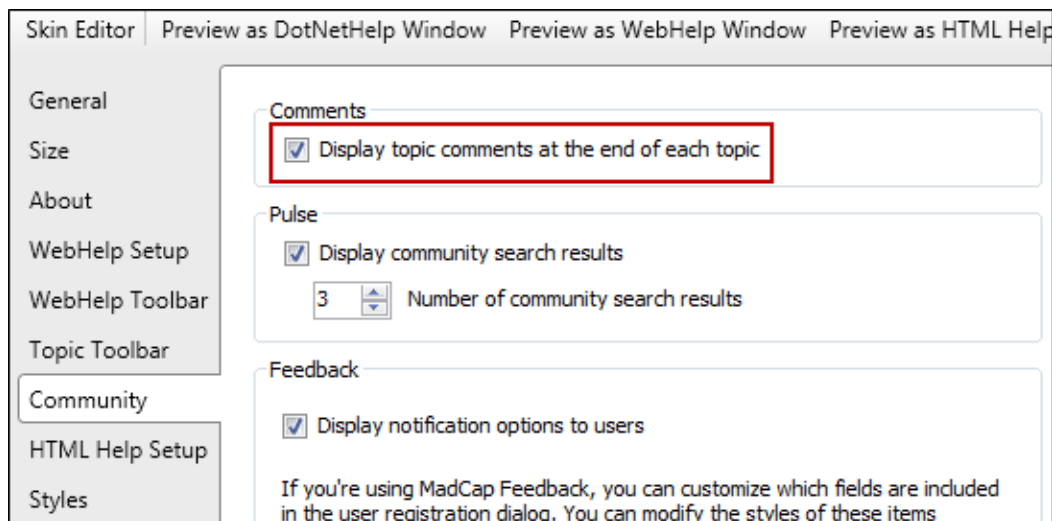 Skin Editor Preview as DotNetHelp Window Preview as WebHelp Window Preview as HTML Help
General
Size
About
WebHelp Setup
WebHelp Toolbar
Topic Toolbar
Community
HTML Help Setup
Styles
Comments
Display topic comments at the end of each topic
Pulse
Display community search results
3 Number of community search results
Feedback
Display notification options to users
If you're using MadCap Feedback, you can customize which fields are included
in the user registration dialog. You can modify the styles of these items